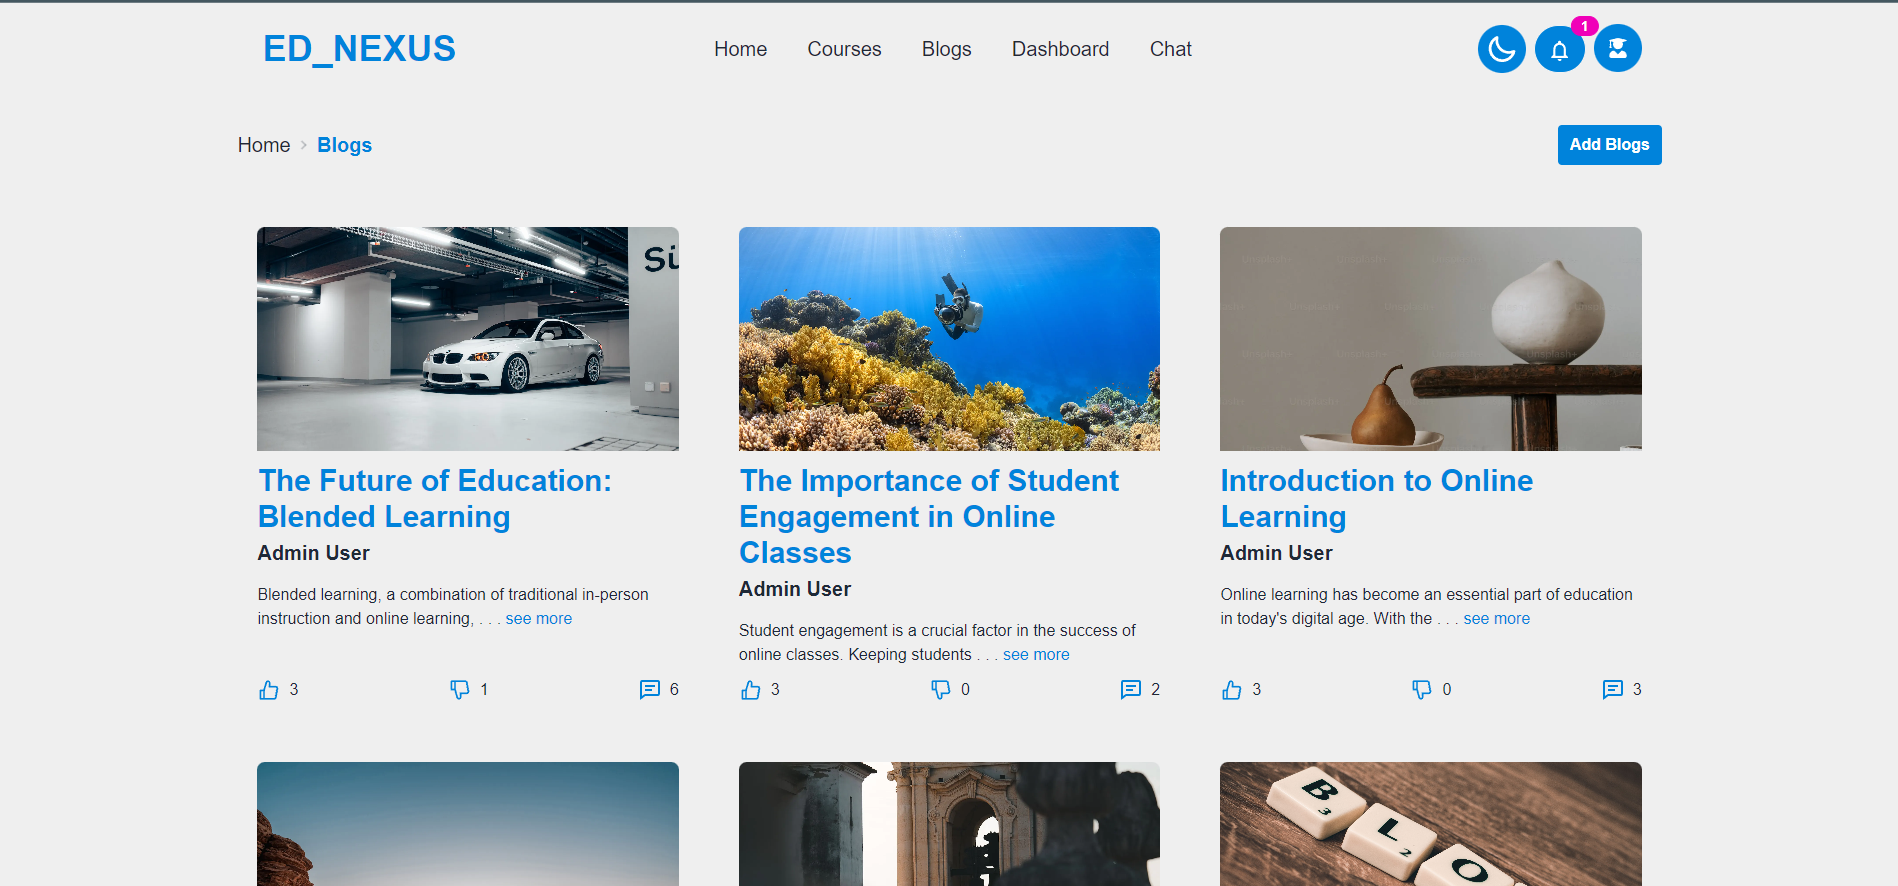 ED_NEXUS
Home
Courses
Blogs
Dashboard
Chat
1
Home > Blogs
Add Blogs
Sü
Unsplash+
The Future of Education:
Blended Learning
Admin User
Blended learning, a combination of traditional in-person
instruction and online learning, . . . see more
3
1
6
The Importance of Student
Engagement in Online
Classes
Admin User
Student engagement is a crucial factor in the success of
online classes. Keeping students . . . see more
3
0
2
Introduction to Online
Learning
Admin User
Online learning has become an essential part of education
in today's digital age. With the . . . see more
3
0
3
B
3
L
2
O